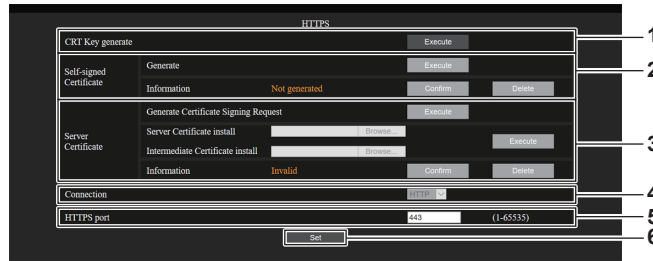 HTTPS
CRT Key generate Execute 1
Self-signed Certificate Generate Execute 2
Information Not generated Confirm Delete
Server Certificate Generate Certificate Signing Request Execute 3
Server Certificate install Browse... Execute
Intermediate Certificate install Browse...
Information Invalid Confirm Delete
Connection HTTP 4
HTTPS port 443 (1-65535) 5
Set 6